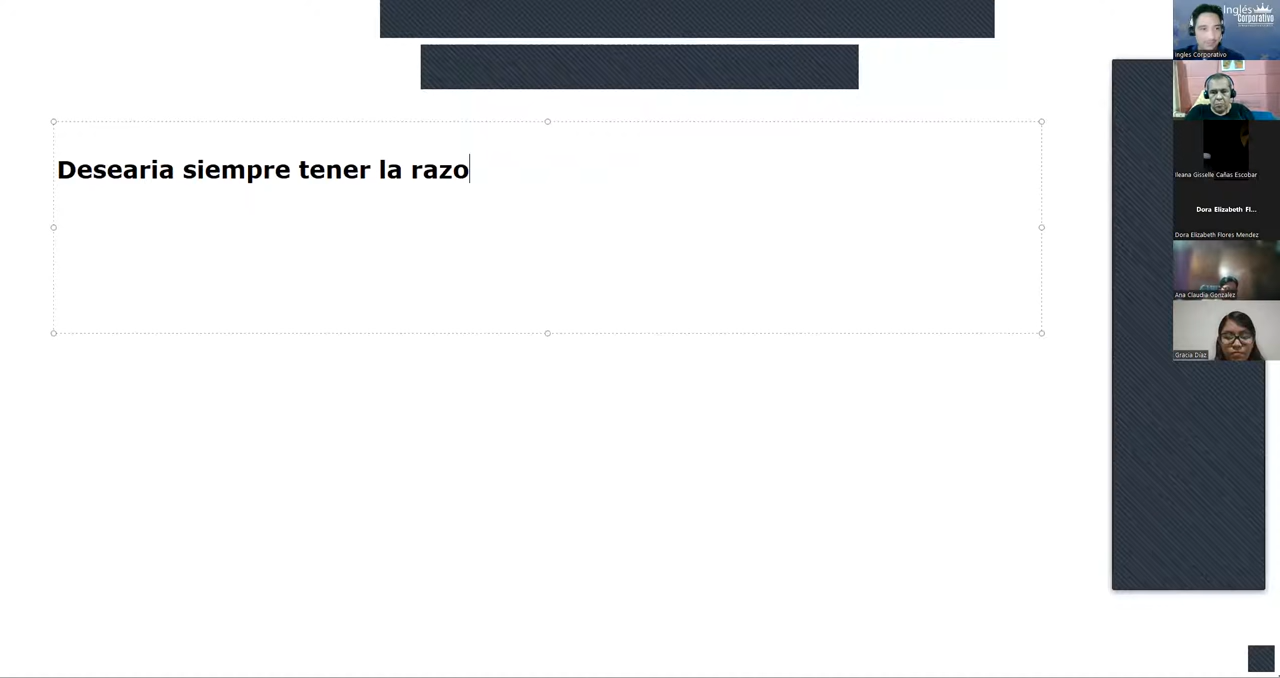 Inglés
Corporativo
Ingles Corporativo
Desearia siempre tener la razo
Ileana Gisselle Cañas Escobar
Dora Elizabeth Fl...
Dora Elizabeth Flores Mendez
Ana Claudia Gonzalez
Gracia Díaz